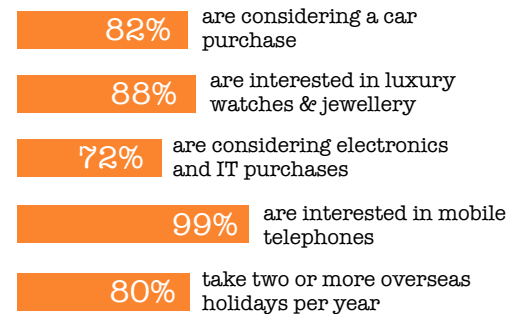 82%
are considering a car
purchase
88%
are interested in luxury
watches & jewellery
72%
are considering electronics
and IT purchases
99%
are interested in mobile
telephones
80%
take two or more overseas
holidays per year